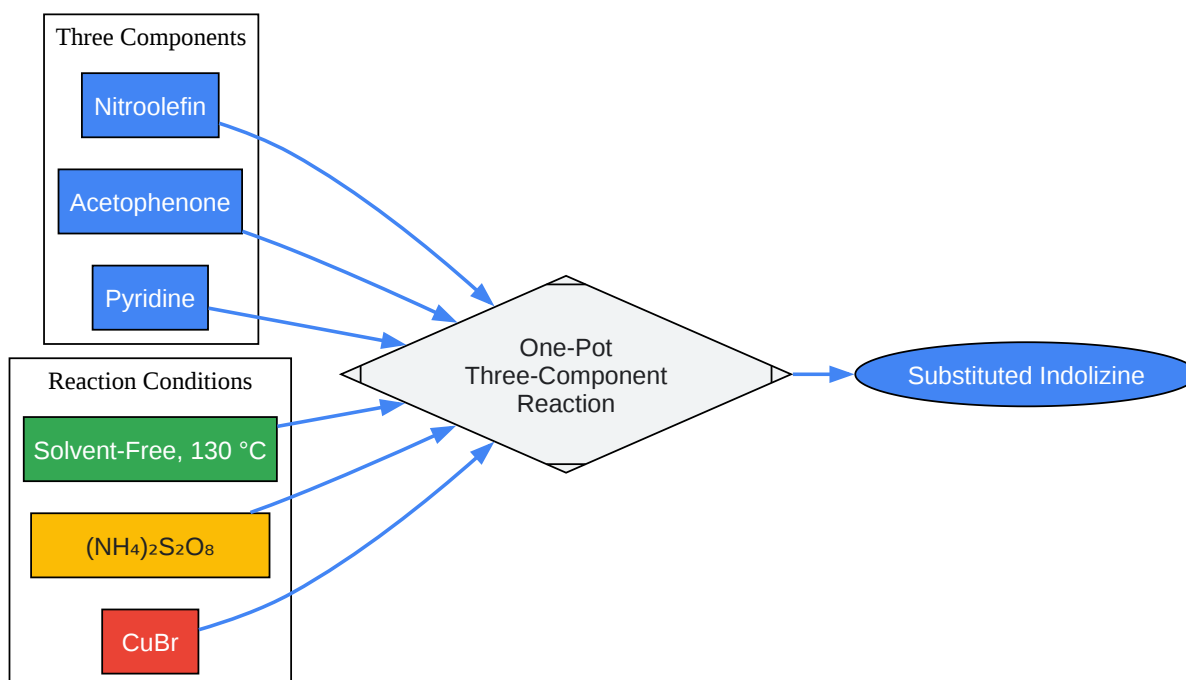 Three Components
Nitroolefin
Acetophenone
Pyridine
Reaction Conditions
Solvent-Free, 130 °C
(NH₄)₂S₂O₈
CuBr
One-Pot
Three-Component
Reaction
Substituted Indolizine